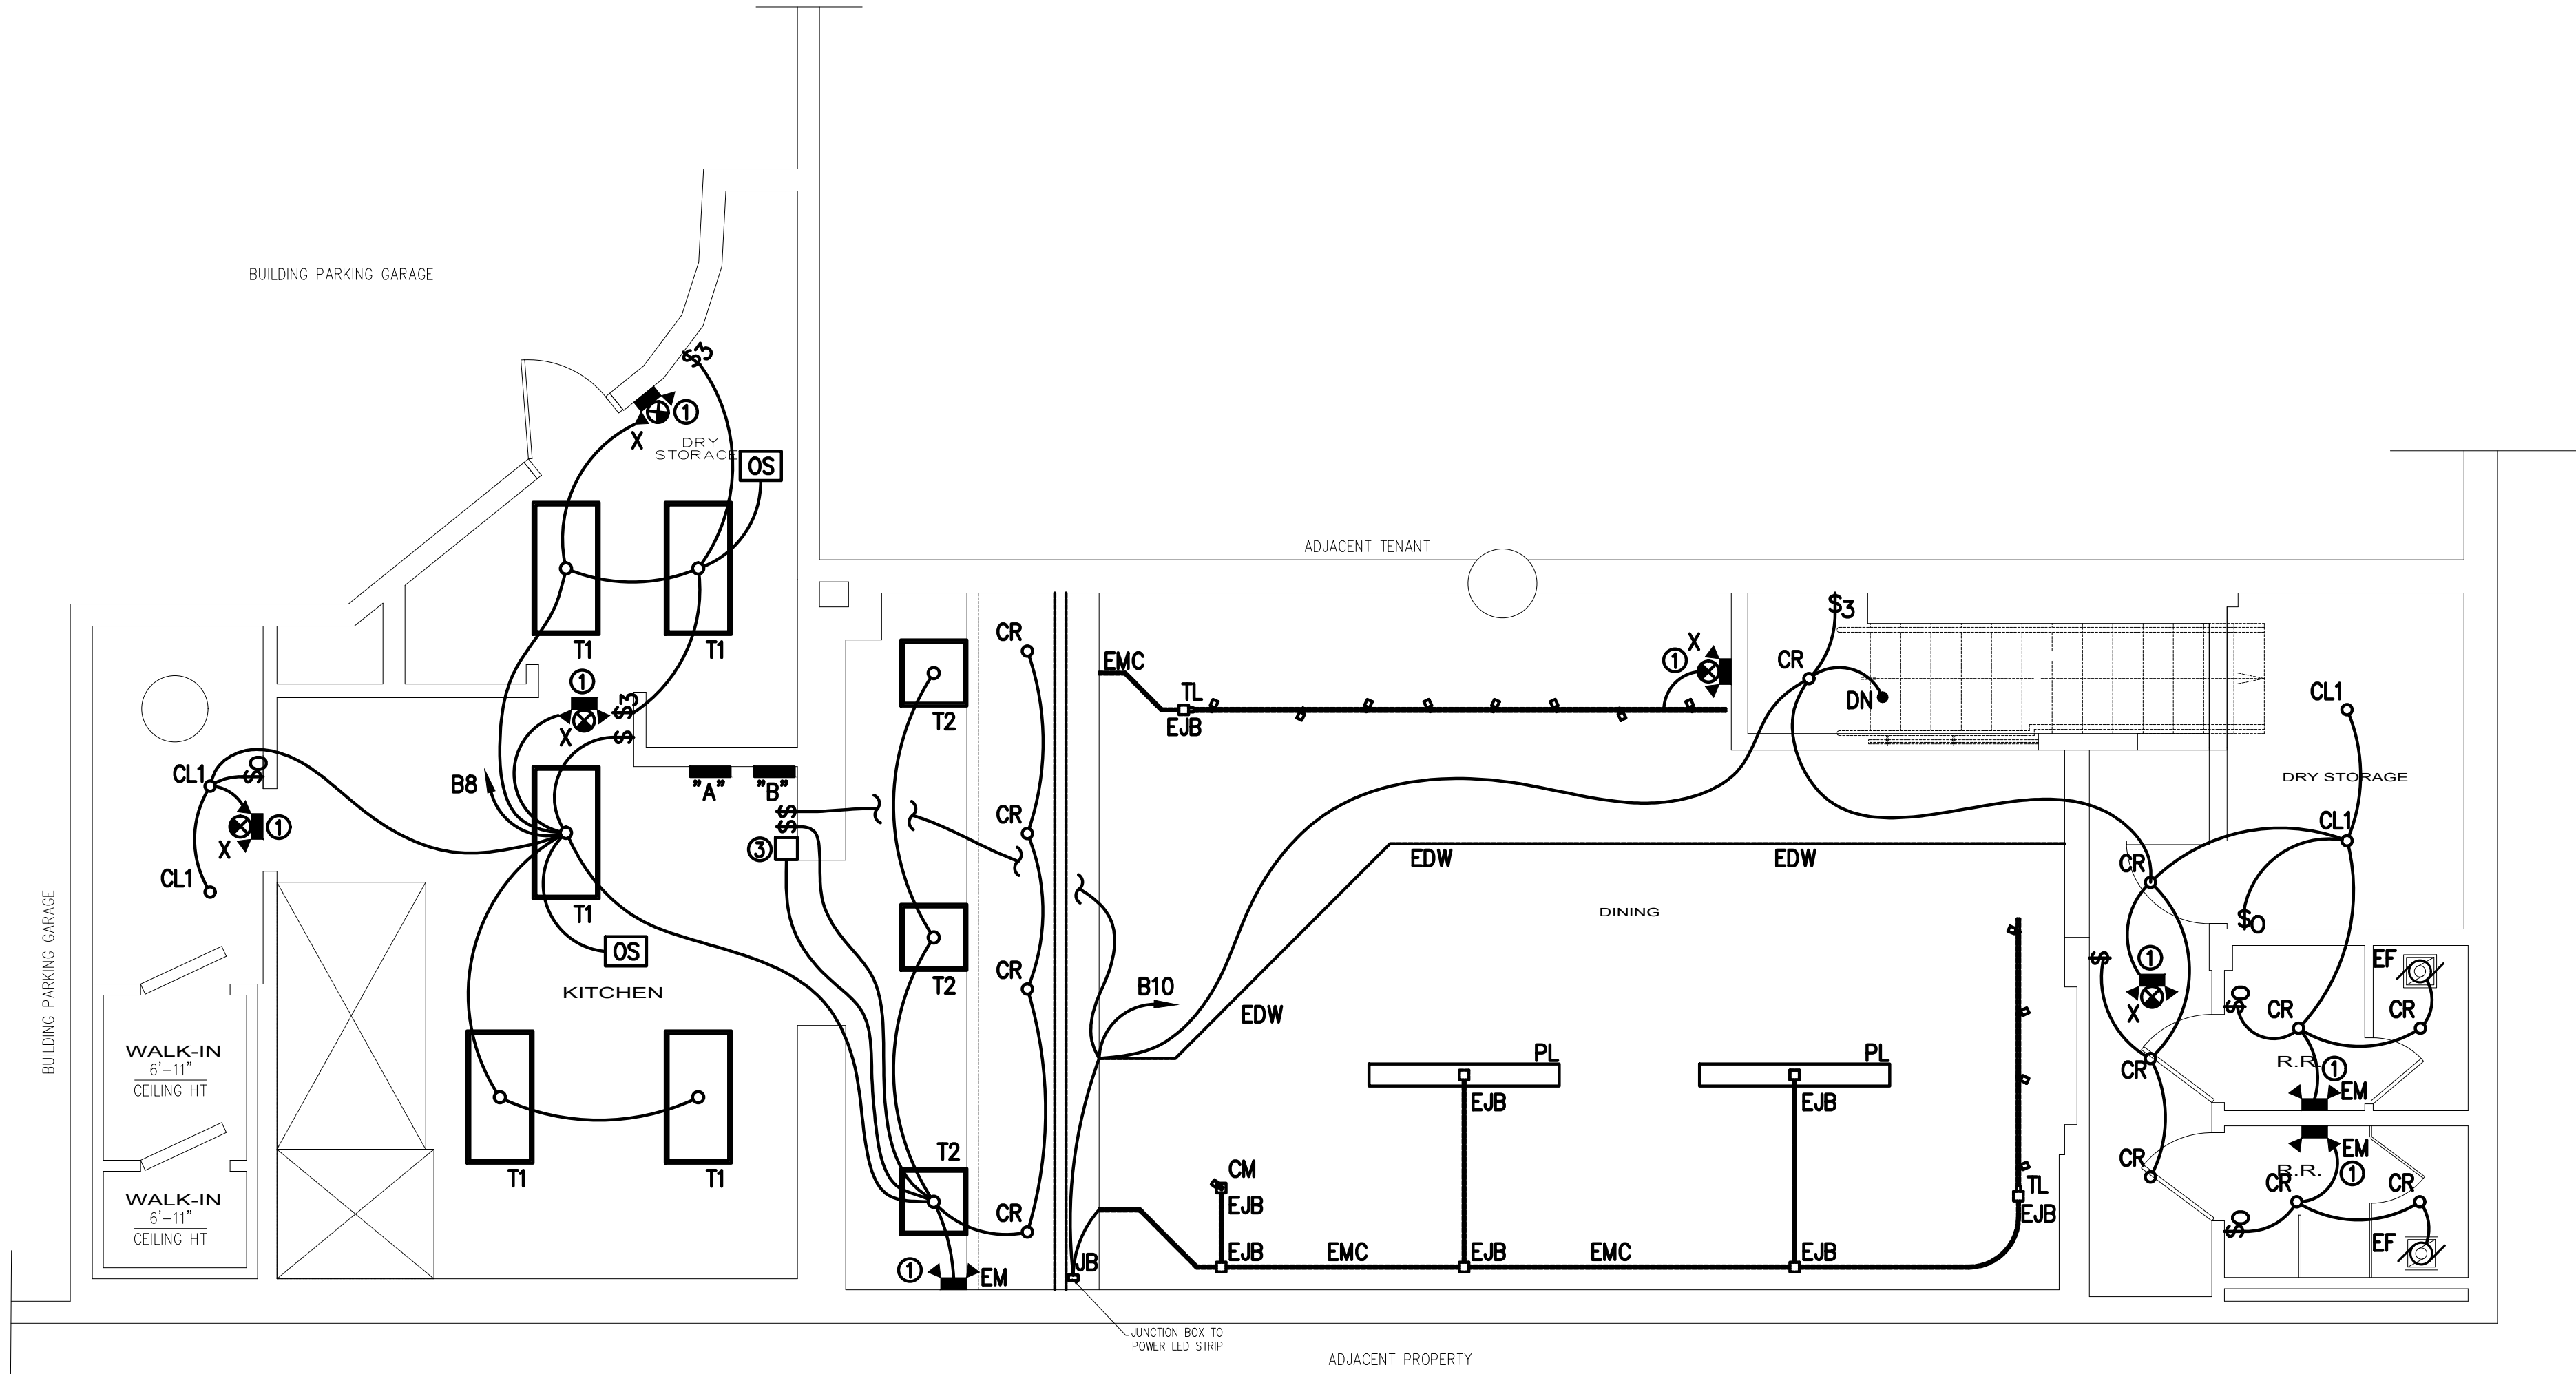 BUILDING PARKING GARAGE
$3
1
X
DRY
STORAGE
OS
ADJACENT TENANT
T1
T1
1
$3
X
$
CL1
$O
B8
"A"
"B"
1
X
CL1
$$
$$
3
T1
OS
KITCHEN
BUILDING PARKING GARAGE
WALK-IN
6'-11"
CEILING HT
WALK-IN
6'-11"
CEILING HT
T1
T1
CR
T2
CR
T2
CR
T2
CR
1
EM
JB
JUNCTION BOX TO
POWER LED STRIP
EMC
TL
EJB
X
1
$3
CR
DN
EDW
EDW
DINING
B10
EDW
PL
PL
EJB
EJB
CM
EJB
EJB
EMC
EJB
EMC
EJB
TL
EJB
CL1
DRY STORAGE
CL1
CR
$O
$
1
X
EF
$O
CR
CR
CR
R.R.
1
EM
CR
EM
R.R.
1
CR
CR
$O
EF
ADJACENT PROPERTY